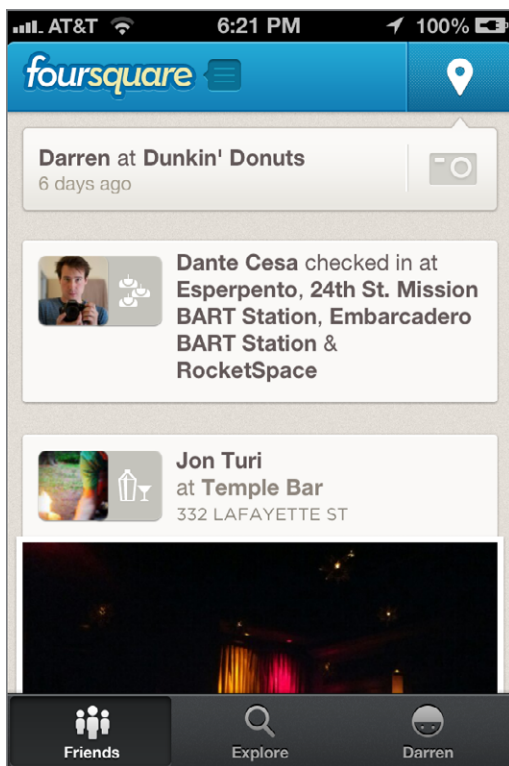 AT&T 6:21 PM 100%
foursquare
Darren at Dunkin' Donuts
6 days ago
Dante Cesa checked in at
Esperpento, 24th St. Mission
BART Station, Embarcadero
BART Station &
RocketSpace
Jon Turi
at Temple Bar
332 LAFAYETTE ST
Friends Explore Darren